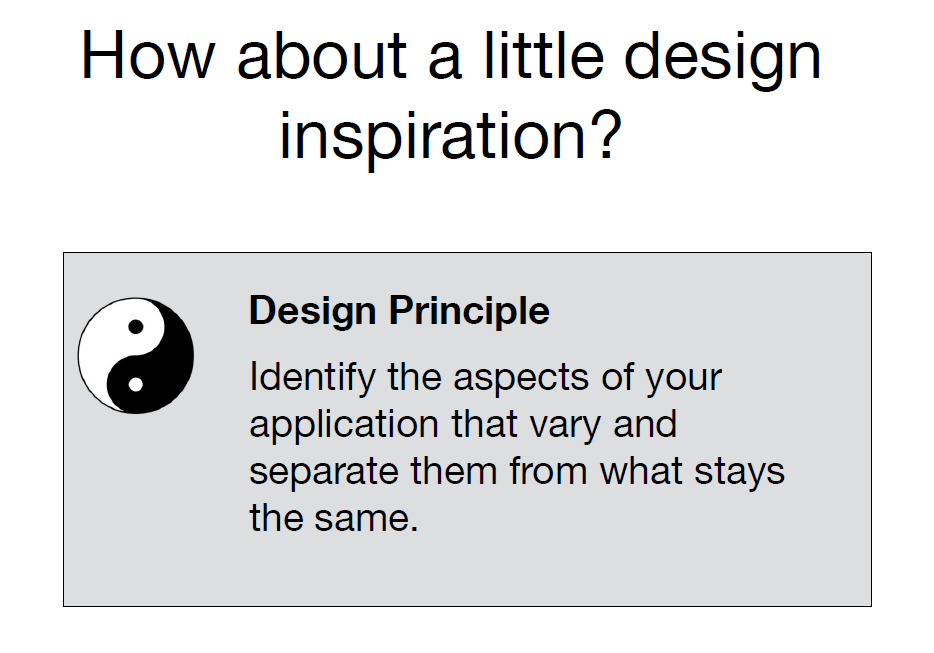 How about a little design
inspiration?
Design Principle
Identify the aspects of your
application that vary and
separate them from what stays
the same.